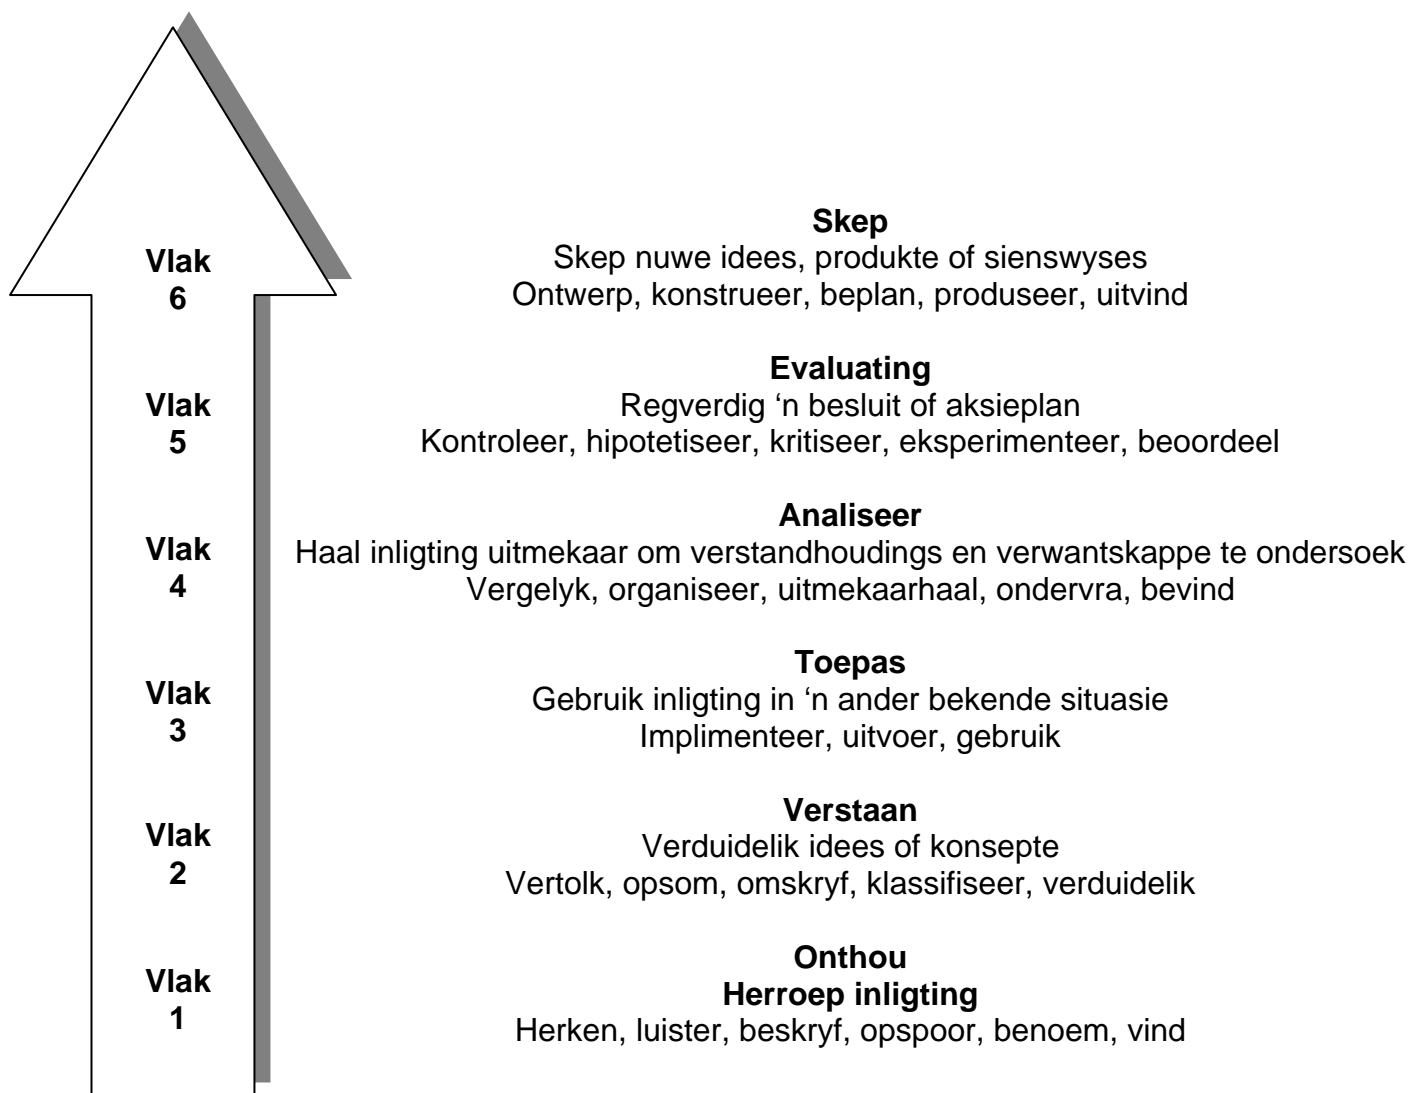 Vlak
6
Skep
Skep nuwe idees, produkte of sienswyses
Ontwerp, konstrueer, beplan, produseer, uitvind
Vlak
5
Evaluating
Regverdig ‘n besluit of aksieplan
Kontroleer, hipotetiseer, kritiseer, eksperimenteer, beoordeel
Vlak
4
Analiseer
Haal inligting uitmekaar om verstandhoudings en verwantskappe te ondersoek
Vergelyk, organiseer, uitmekaarhaal, ondervra, bevind
Vlak
3
Toepas
Gebruik inligting in ‘n ander bekende situasie
Implimenteer, uitvoer, gebruik
Vlak
2
Verstaan
Verduidelik idees of konsepte
Vertolk, opsom, omskryf, klassifiseer, verduidelik
Vlak
1
Onthou
Herroep inligting
Herken, luister, beskryf, opspoor, benoem, vind